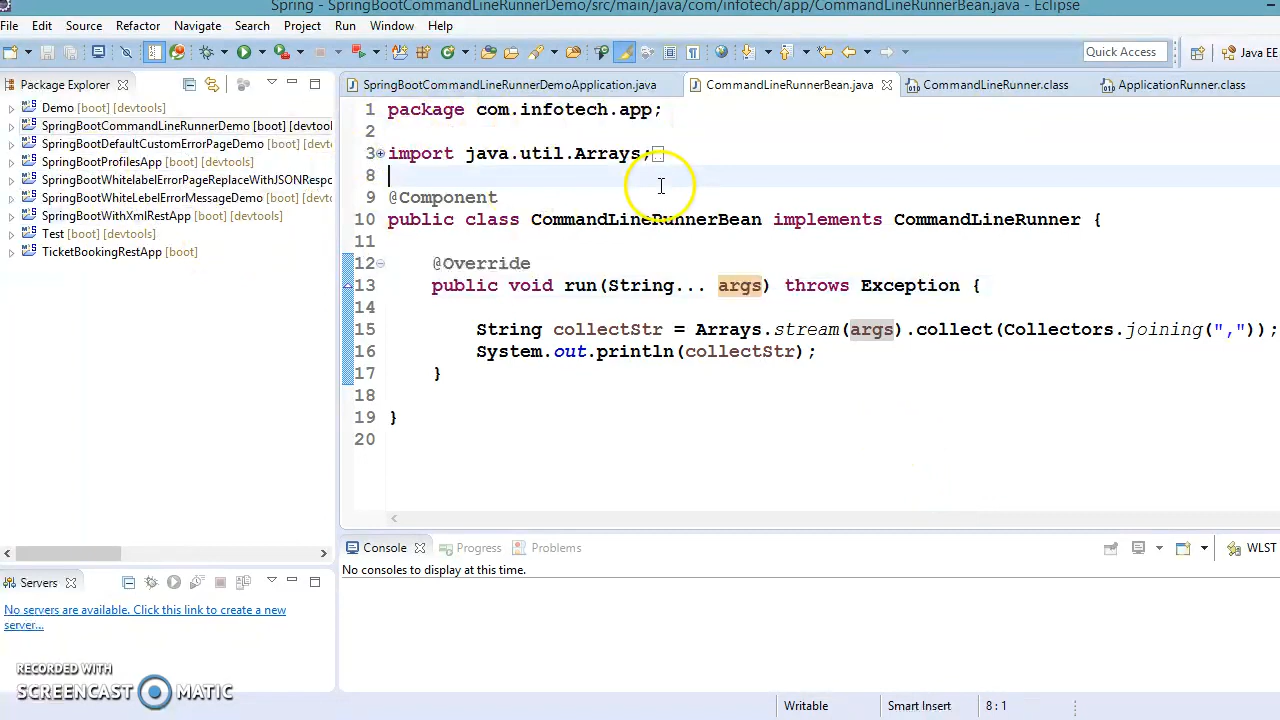 Spring - SpringBootCommandLineRunnerDemo/src/main/java/com/infotech/app/CommandLineRunnerBean.java - Eclipse
File Edit Source Refactor Navigate Search Project Run Window Help
Quick Access
Java EE
Package Explorer
SpringBootCommandLineRunnerDemoApplication.java
CommandLineRunnerBean.java
CommandLineRunner.class
ApplicationRunner.class
Demo [boot] [devtools]
SpringBootCommandLineRunnerDemo [boot] [devtools
SpringBootDefaultCustomErrorPageDemo [boot] [devto
SpringBootProfilesApp [boot] [devtools]
SpringBootWhitelabelErrorPageReplaceWithJSONRespc
SpringBootWhiteLabelErrorMessageDemo [boot] [devto
SpringBootWithXmlRestApp [boot] [devtools]
Test [boot] [devtools]
TicketBookingRestApp [boot]
1 package com.infotech.app;
2
3 import java.util.Arrays;
8
9 @Component
10 public class CommandLineRunnerBean implements CommandLineRunner {
11
12 @Override
13 public void run(String... args) throws Exception {
14
15 String collectStr = Arrays.stream(args).collect(Collectors.joining(","));
16 System.out.println(collectStr);
17 }
18
19 }
20
Servers
No servers are available. Click this link to create a new
server...
Console Progress Problems
WLST
No consoles to display at this time.
RECORDED WITH
SCREENCAST MATIC
Writable Smart Insert 8 : 1